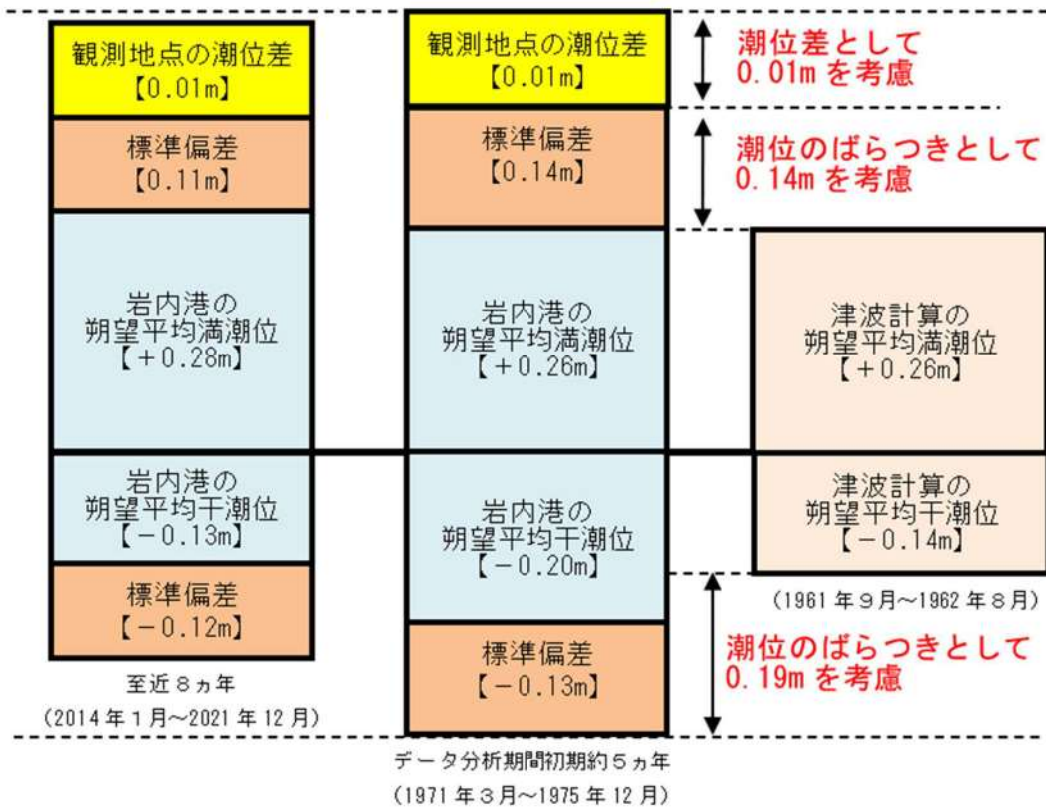 観測地点の潮位差
【0.01m】
標準偏差
【0.11m】
岩内港の
朔望平均満潮位
【+0.28m】
岩内港の
朔望平均干潮位
【-0.13m】
標準偏差
【-0.12m】
至近8ヵ年
(2014年1月~2021年12月)
観測地点の潮位差
【0.01m】
標準偏差
【0.14m】
岩内港の
朔望平均満潮位
【+0.26m】
岩内港の
朔望平均干潮位
【-0.20m】
標準偏差
【-0.13m】
データ分析期間初期約5ヵ年
(1971年3月~1975年12月)
潮位差として
0.01mを考慮
潮位のばらつきとして
0.14mを考慮
津波計算の
朔望平均満潮位
【+0.26m】
津波計算の
朔望平均干潮位
【-0.14m】
(1961年9月~1962年8月)
潮位のばらつきとして
0.19mを考慮